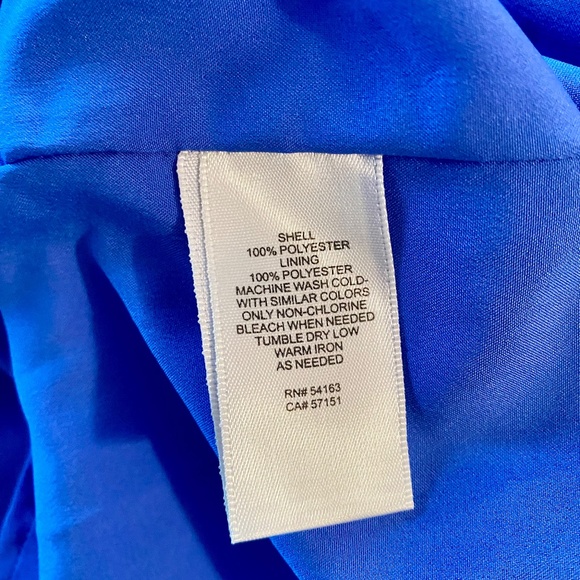 SHELL
100% POLYESTER
LINING
100% POLYESTER
MACHINE WASH COLD-
WITH SIMILAR COLORS
ONLY NON-CHLORINE
BLEACH WHEN NEEDED
TUMBLE DRY LOW
WARM IRON
AS NEEDED
RN# 54163
CA# 57151